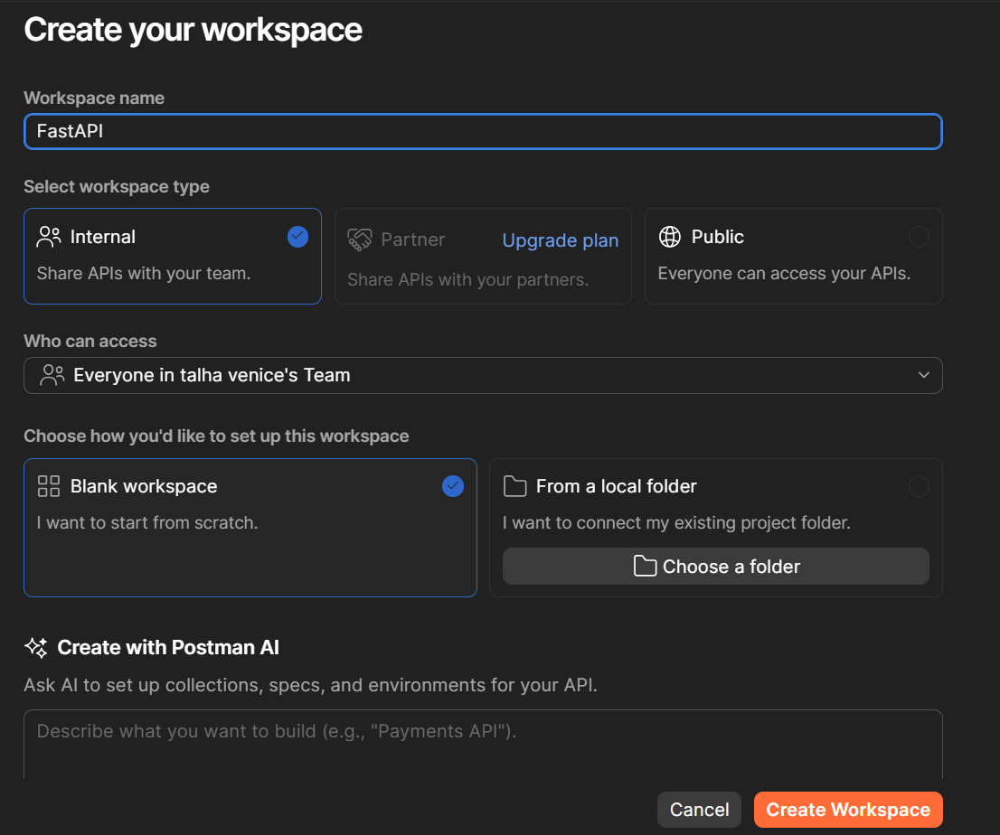 Create your workspace
Workspace name
FastAPI
Select workspace type
Internal
Share APIs with your team.
Partner
Upgrade plan
Share APIs with your partners.
Public
Everyone can access your APIs.
Who can access
Everyone in talha venice's Team
Choose how you'd like to set up this workspace
Blank workspace
I want to start from scratch.
From a local folder
I want to connect my existing project folder.
Choose a folder
Create with Postman AI
Ask AI to set up collections, specs, and environments for your API.
Describe what you want to build (e.g., "Payments API").
Cancel
Create Workspace